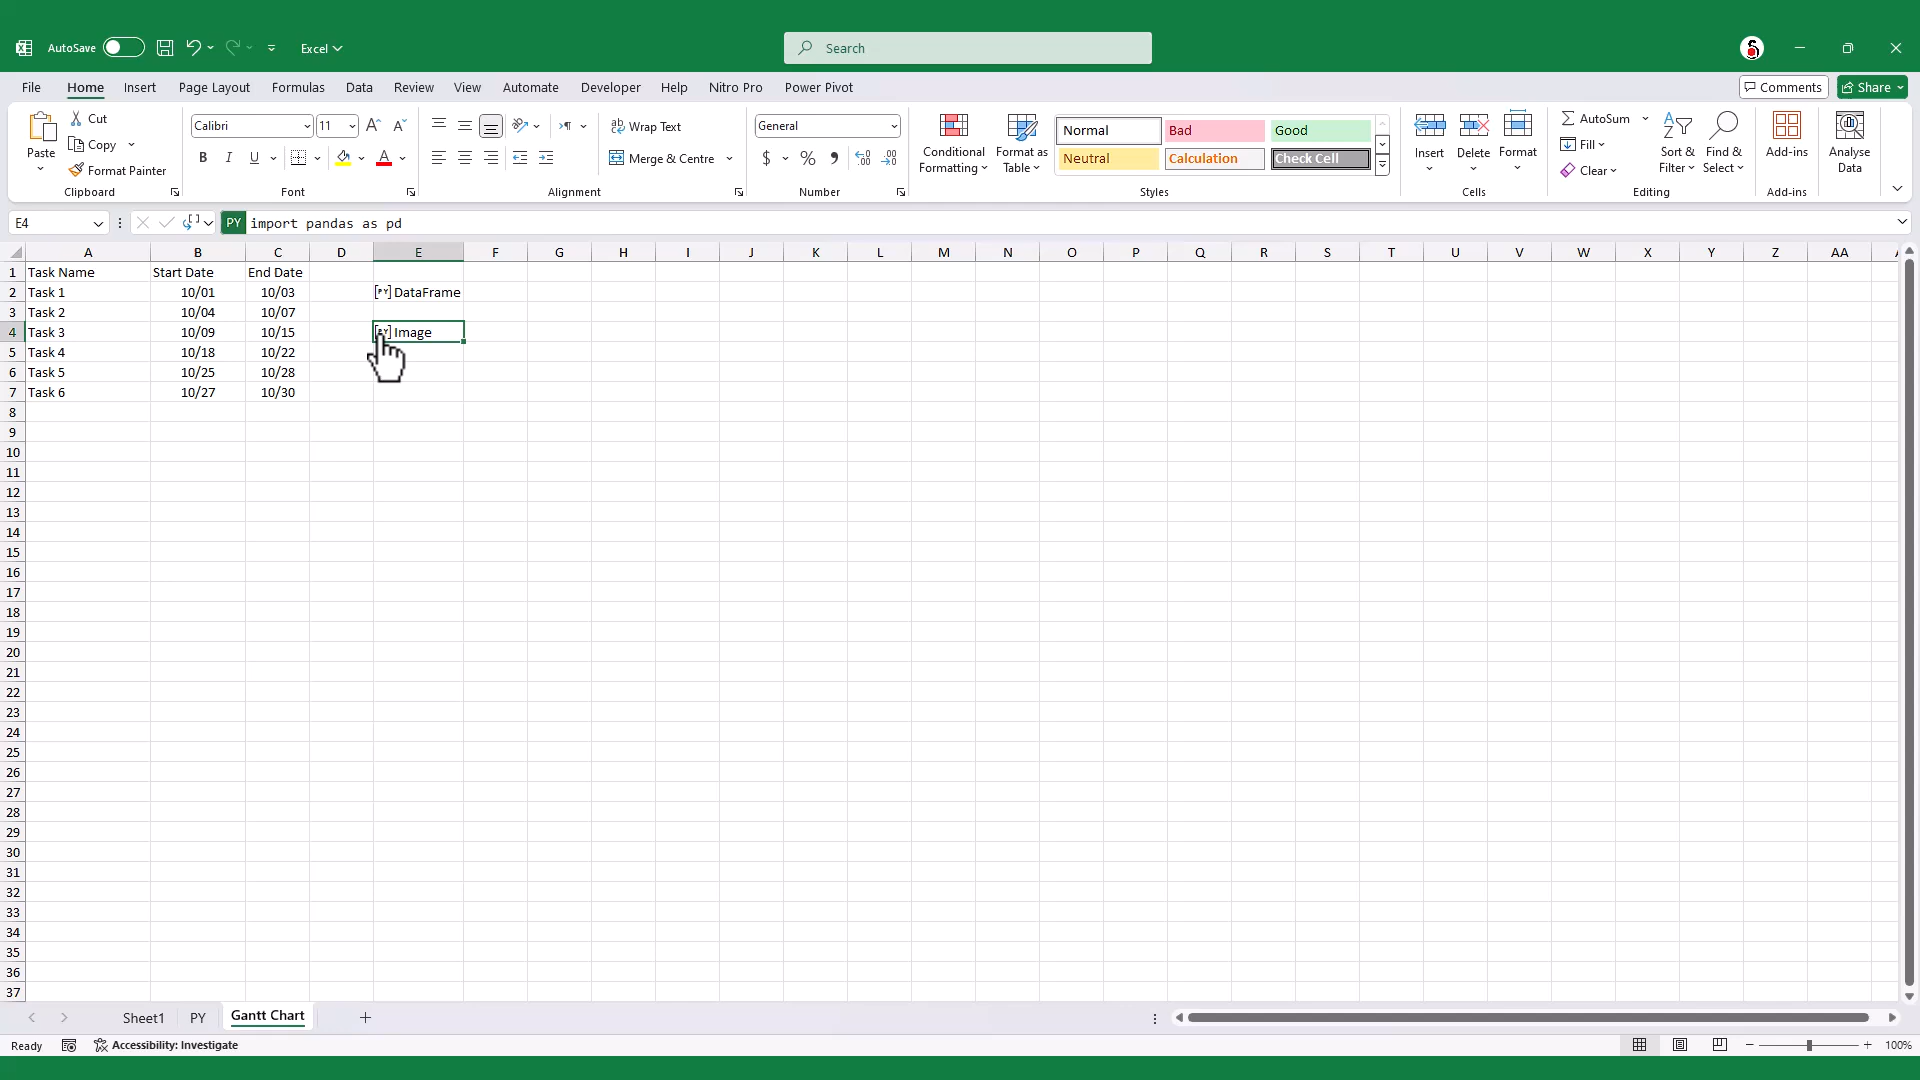 AutoSave
Excel
Search
File Home Insert Page Layout Formulas Data Review View Automate Developer Help Nitro Pro Power Pivot
Comments Share
Paste
Cut
Copy
Format Painter
Clipboard
Calibri 11
B I U
Font
Wrap Text
Merge & Centre
Alignment
General
$ % ,
Number
Conditional Formatting
Format as Table
Normal Bad Good
Neutral Calculation Check Cell
Styles
Insert Delete Format
Cells
AutoSum
Fill
Clear
Sort & Filter
Find & Select
Editing
Add-ins
Add-ins
Analyse Data
E4 PY import pandas as pd
A B C D E F G H I J K L M N O P Q R S T U V W X Y Z AA
1 Task Name Start Date End Date
2 Task 1 10/01 10/03 [PY] DataFrame
3 Task 2 10/04 10/07
4 Task 3 10/09 10/15 Image
5 Task 4 10/18 10/22
6 Task 5 10/25 10/28
7 Task 6 10/27 10/30
8
9
10
11
12
13
14
15
16
17
18
19
20
21
22
23
24
25
26
27
28
29
30
31
32
33
34
35
36
37
Sheet1 PY Gantt Chart
Ready Accessibility: Investigate 100%